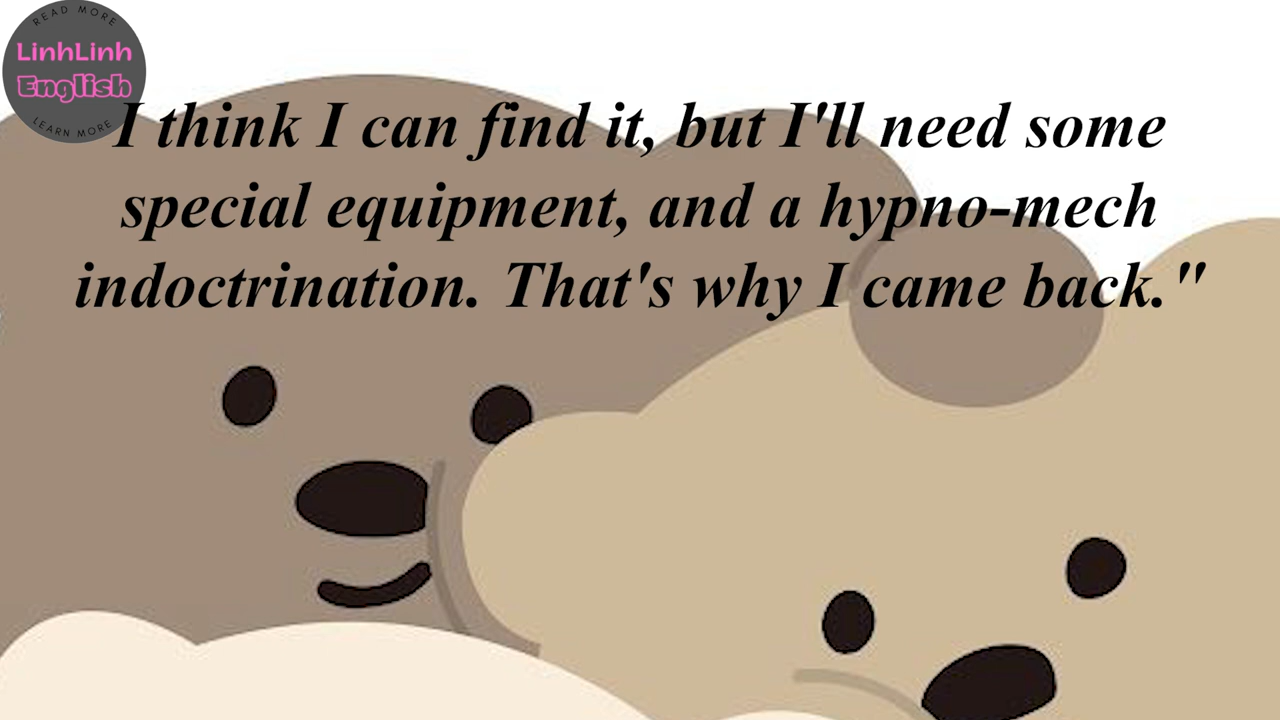 READ MORE
LinhLinh
English
LEARN MORE
I think I can find it, but I'll need some
special equipment, and a hypno-mech
indoctrination. That's why I came back."